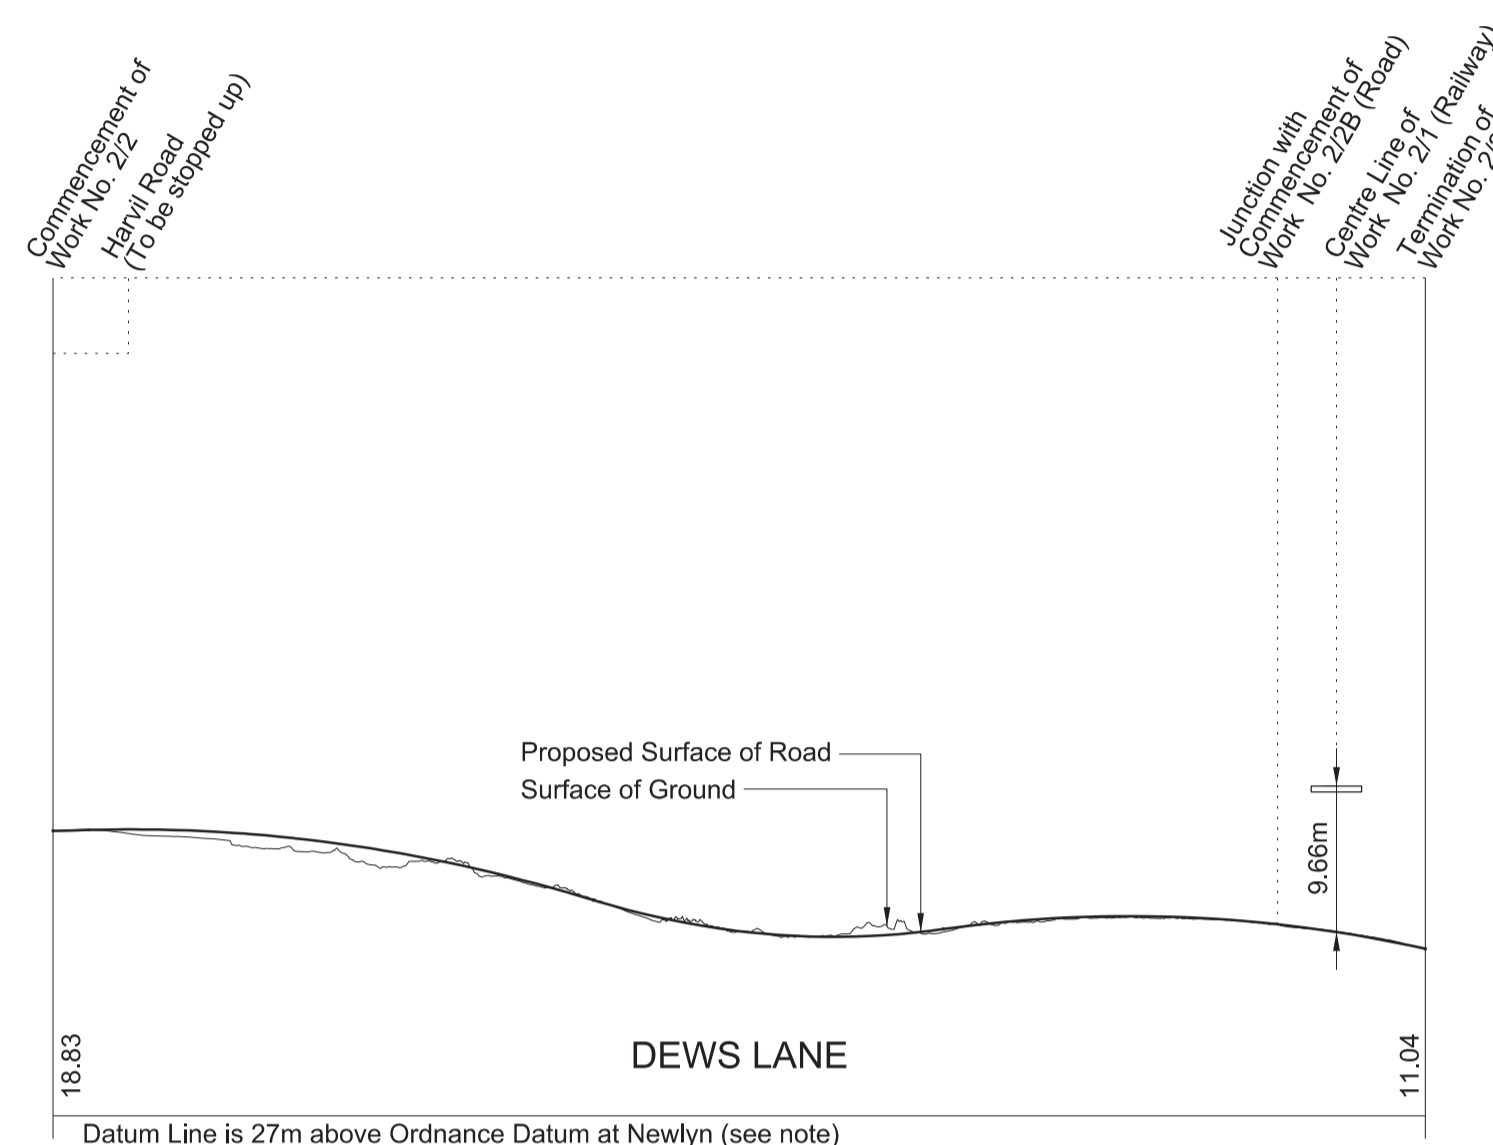 Commencement of
Work No. 2/2
Harvil Road
(To be stopped up)
Junction with
Commencement of
Work No. 2/2B (Road)
Centre Line of
Work No. 2/1 (Railway)
Termination of
Work No.
Proposed Surface of Road
Surface of Ground
9.66m
18.83
DEWS LANE
11.04
Datum Line is 27m above Ordnance Datum at Newlyn (see note)